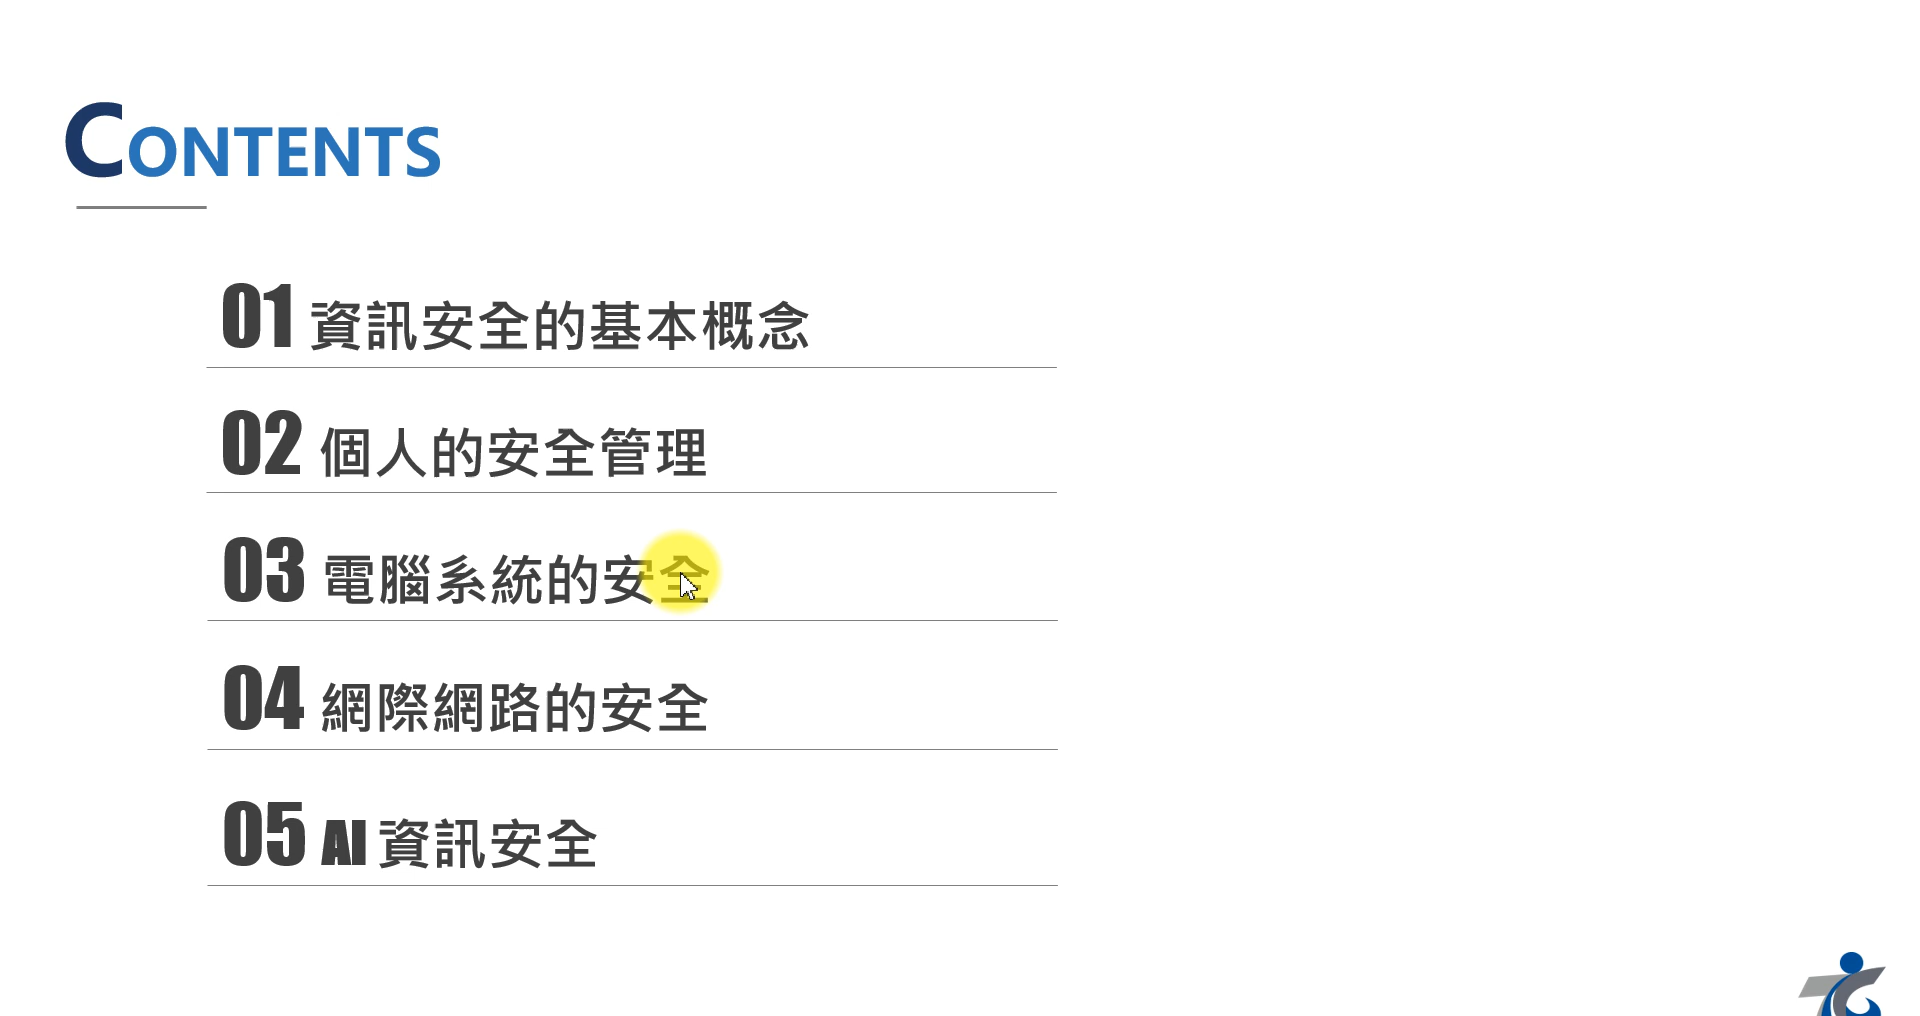 CONTENTS
01 資訊安全的基本概念
02 個人的安全管理
03 電腦系統的安全
04 網際網路的安全
05 AI 資訊安全